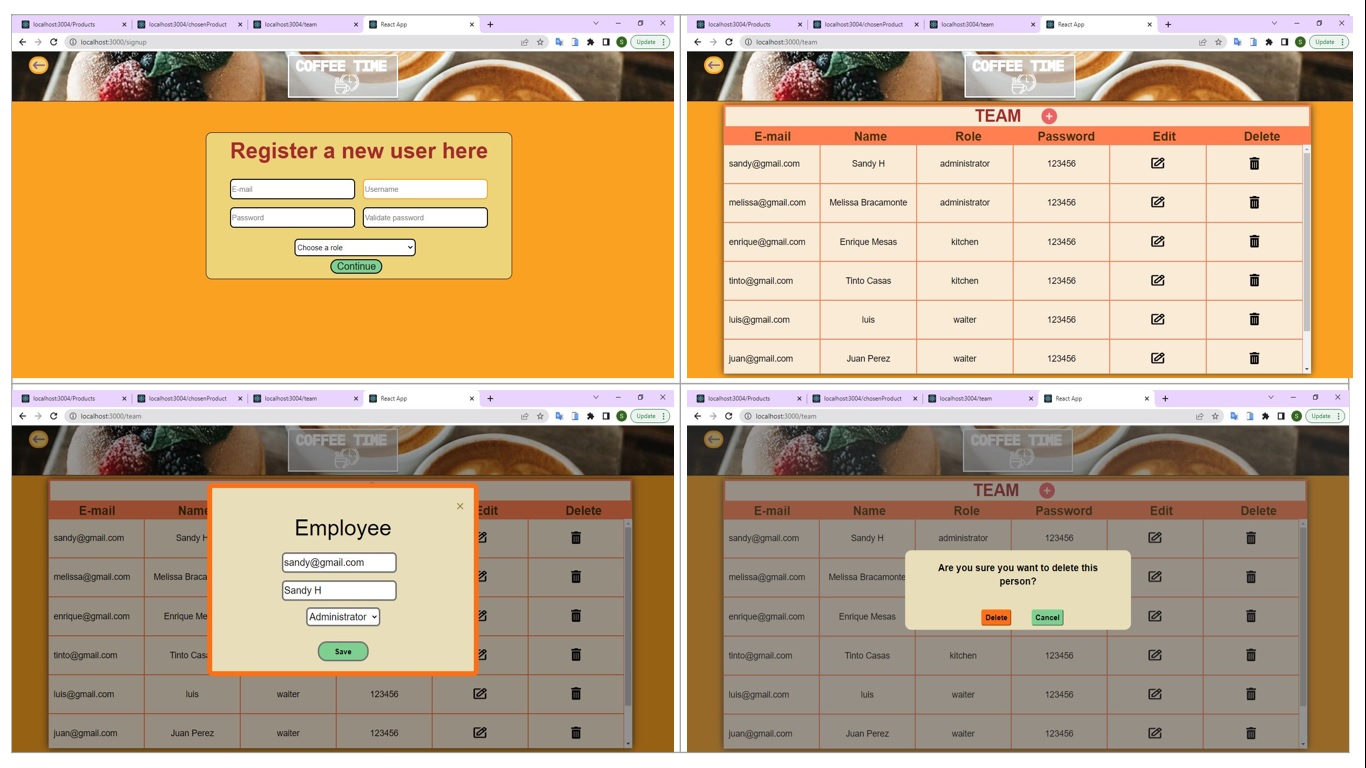 localhost:3004/Products × localhost:3004/chosenProduct × localhost:3004/team × React App ×
localhost:3000/signup Update
COFFEE TIME
Register a new user here
E-mail Username
Password Validate password
Choose a role
Continue
localhost:3004/Products × localhost:3004/chosenProduct × localhost:3004/team × React App ×
localhost:3000/team S Update
COFFEE TIME
TEAM +
E-mail Name Role Password Edit Delete
sandy@gmail.com Sandy H administrator 123456
melissa@gmail.com Melissa Bracamonte administrator 123456
enrique@gmail.com Enrique Mesas kitchen 123456
tinto@gmail.com Tinto Casas kitchen 123456
luis@gmail.com luis waiter 123456
juan@gmail.com Juan Perez waiter 123456
localhost:3004/Products × localhost:3004/chosenProduct × localhost:3004/team × React App ×
localhost:3000/team S Update
COFFEE TIME
E-mail Name Edit Delete
sandy@gmail.com Sandy H
melissa@gmail.com Melissa Braca
enrique@gmail.com Enrique Me
tinto@gmail.com Tinto Casa
luis@gmail.com luis waiter 123456
juan@gmail.com Juan Perez waiter 123456
×
Employee
sandy@gmail.com
Sandy H
Administrator
Save
localhost:3004/Products × localhost:3004/chosenProduct × localhost:3004/team × React App ×
localhost:3000/team S Update
COFFEE TIME
TEAM +
E-mail Name Role Password Edit Delete
sandy@gmail.com Sandy H administrator 123456
melissa@gmail.com Melissa Bracamonte
enrique@gmail.com Enrique Mesas
tinto@gmail.com Tinto Casas kitchen 123456
luis@gmail.com luis waiter 123456
juan@gmail.com Juan Perez waiter 123456
Are you sure you want to delete this
person?
Delete Cancel